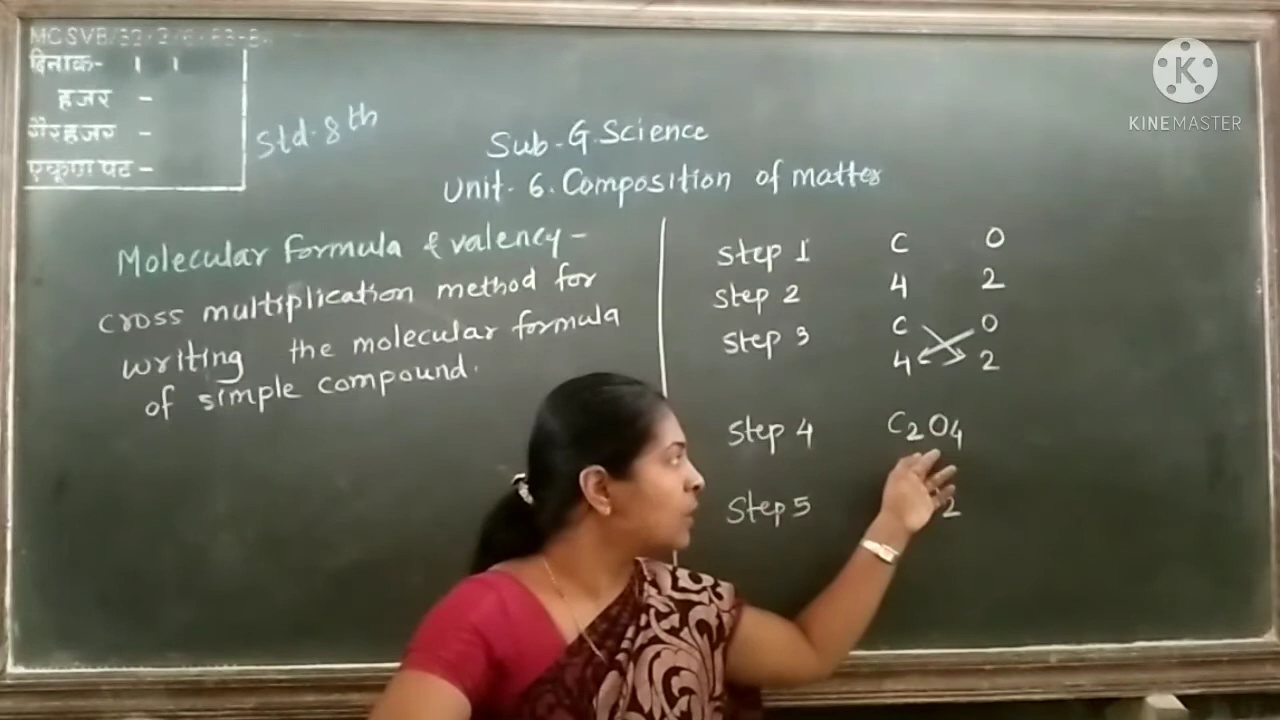 दिनांक-
हजर -
गैरहजर -
एकूण पट -
Std. 8th
Sub - G. Science
Unit - 6. Composition of matter
Molecular formula & valency -
cross multiplication method for
writing the molecular formula
of simple compound.
Step 1 C O
Step 2 4 2
Step 3 C O
4 2
Step 4 C2O4
Step 5 2
KINEMASTER